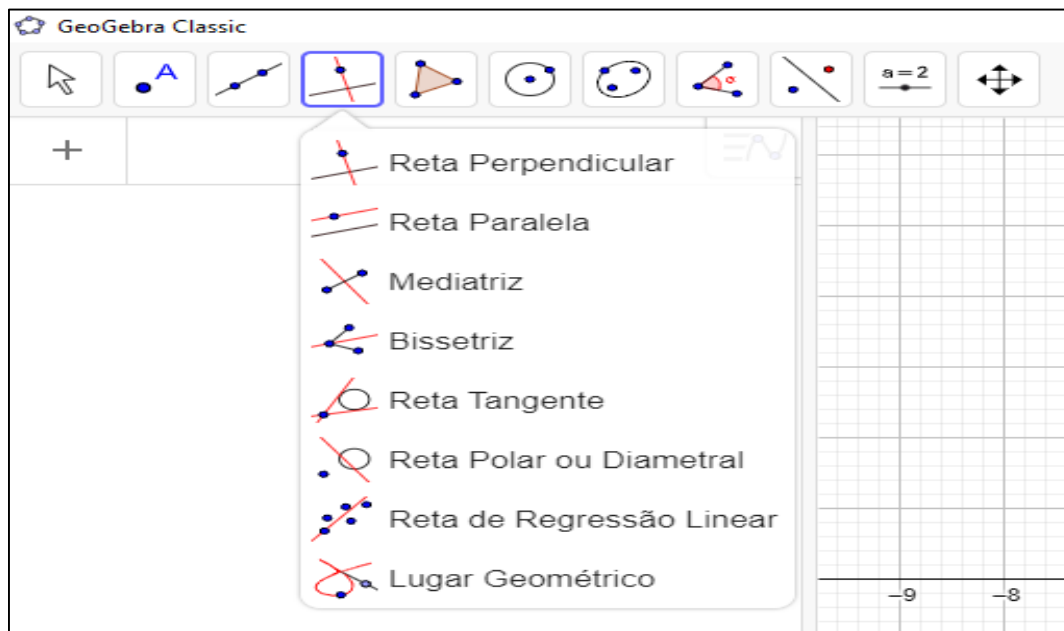 GeoGebra Classic
A
α
a=2
+
Reta Perpendicular
Reta Paralela
Mediatriz
Bissetriz
Reta Tangente
Reta Polar ou Diametral
Reta de Regressão Linear
Lugar Geométrico
−9 −8